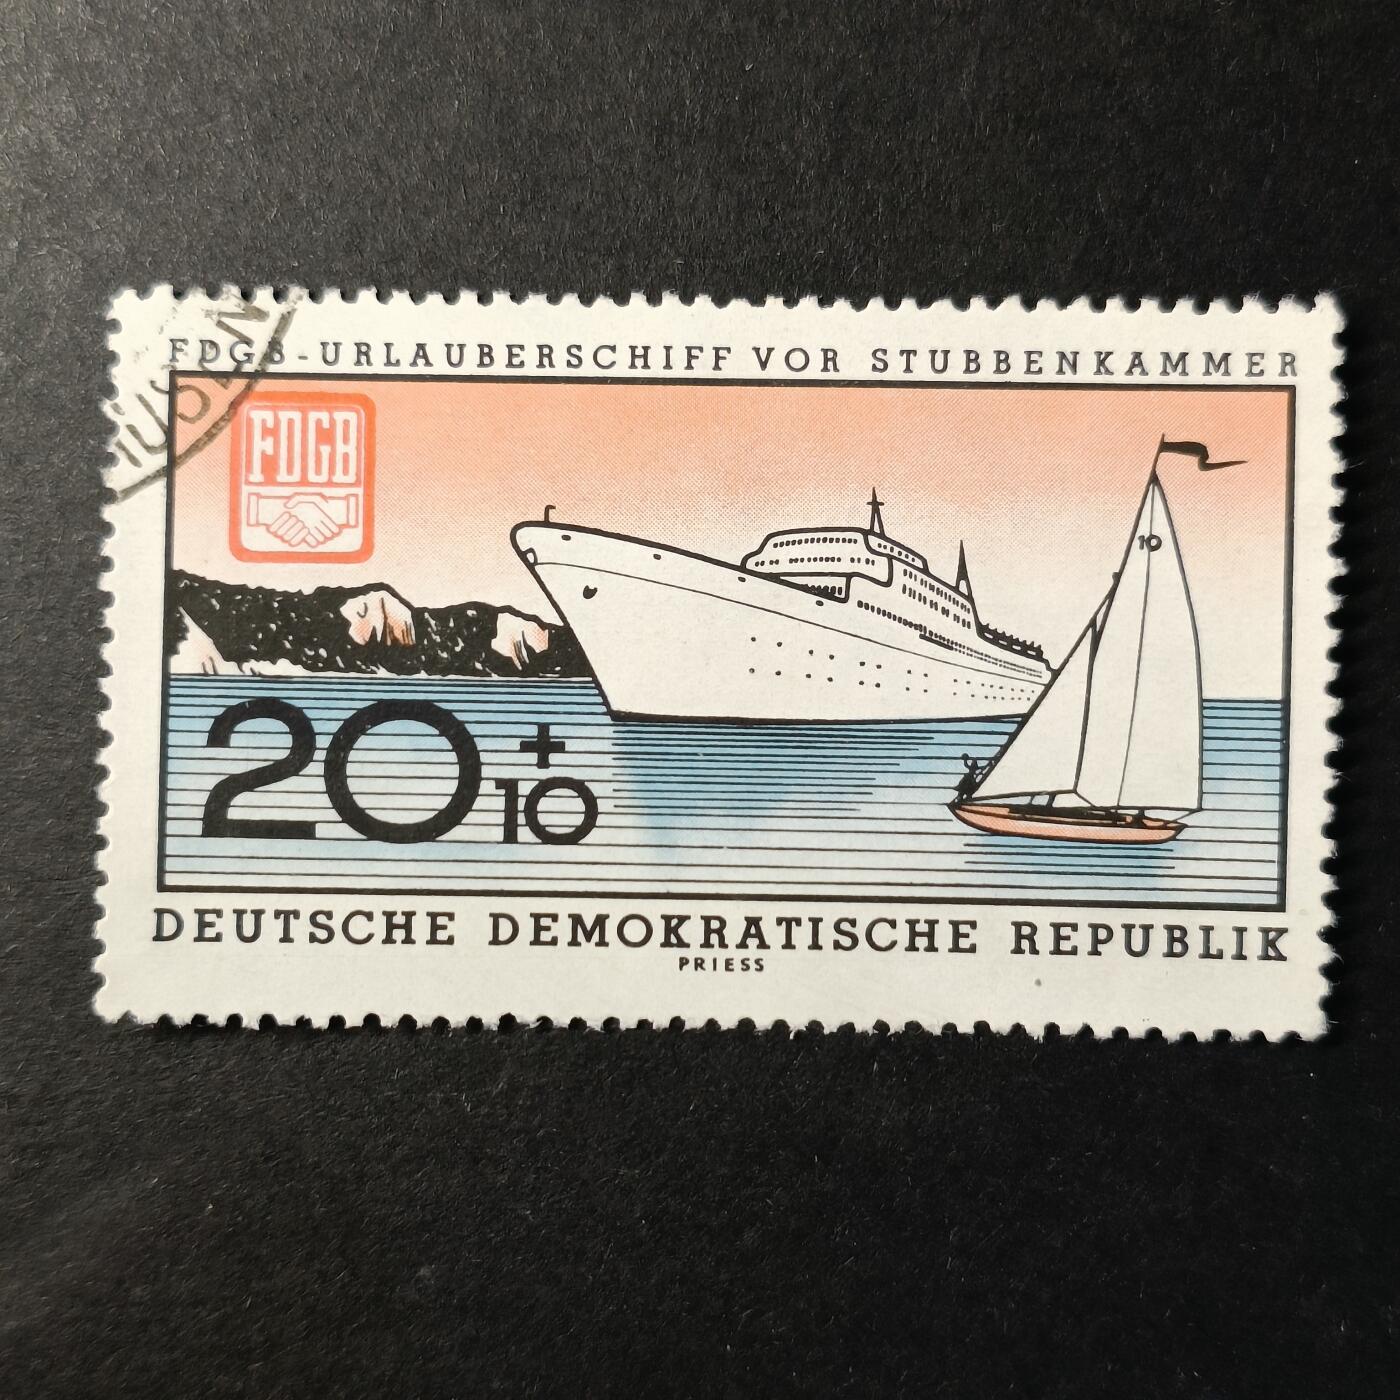 FDGB-URLAUBERSCHIFF VOR STUBBENKAMMER
FDGB
10
20+10
DEUTSCHE DEMOKRATISCHE REPUBLIK
PRIESS